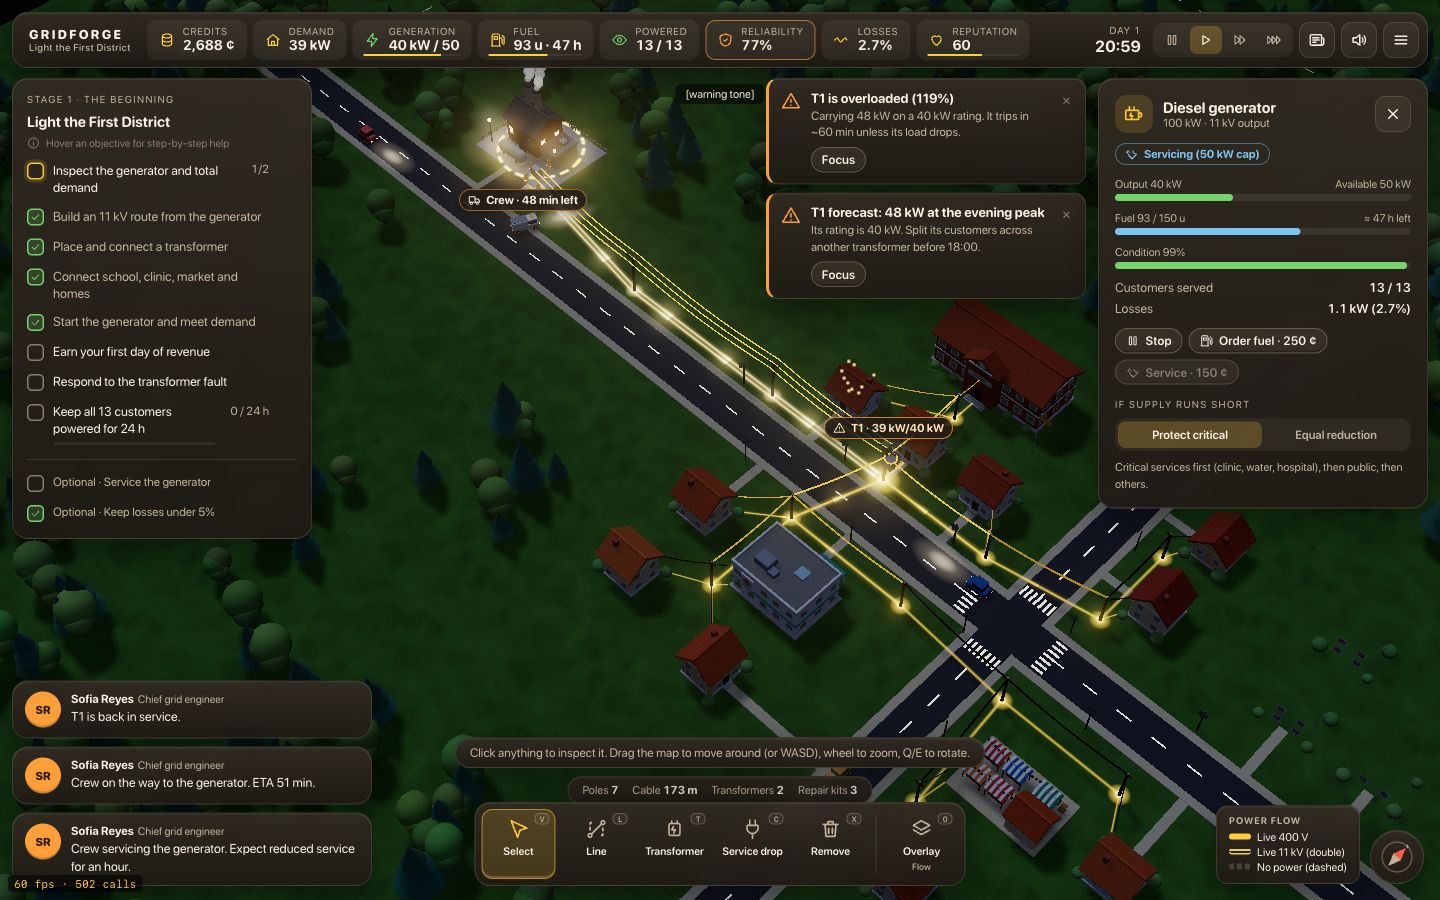 GRIDFORGE
Light the First District
CREDITS
2,688 ¢
DEMAND
39 kW
GENERATION
40 kW / 50
FUEL
93 u · 47 h
POWERED
13 / 13
RELIABILITY
77%
LOSSES
2.7%
REPUTATION
60
DAY 1
20:59
STAGE 1 · THE BEGINNING
Light the First District
Hover an objective for step-by-step help
Inspect the generator and total demand
1/2
Build an 11 kV route from the generator
Place and connect a transformer
Connect school, clinic, market and homes
Start the generator and meet demand
Earn your first day of revenue
Respond to the transformer fault
Keep all 13 customers powered for 24 h
0 / 24 h
Optional · Service the generator
Optional · Keep losses under 5%
[warning tone]
T1 is overloaded (119%)
Carrying 48 kW on a 40 kW rating. It trips in
~60 min unless its load drops.
Focus
T1 forecast: 48 kW at the evening peak
Its rating is 40 kW. Split its customers across
another transformer before 18:00.
Focus
Crew · 48 min left
T1 · 39 kW/40 kW
Diesel generator
100 kW · 11 kV output
Servicing (50 kW cap)
Output 40 kW
Available 50 kW
Fuel 93 / 150 u
≈ 47 h left
Condition 99%
Customers served
13 / 13
Losses
1.1 kW (2.7%)
Stop
Order fuel · 250 ¢
Service · 150 ¢
IF SUPPLY RUNS SHORT
Protect critical
Equal reduction
Critical services first (clinic, water, hospital), then public, then
others.
Sofia Reyes Chief grid engineer
SR
T1 is back in service.
Sofia Reyes Chief grid engineer
SR
Crew on the way to the generator. ETA 51 min.
Sofia Reyes Chief grid engineer
SR
Crew servicing the generator. Expect reduced service
for an hour.
60 fps · 502 calls
Click anything to inspect it. Drag the map to move around (or WASD), wheel to zoom, Q/E to rotate.
Poles 7
Cable 173 m
Transformers 2
Repair kits 3
V
Select
L
Line
T
Transformer
C
Service drop
X
Remove
O
Overlay
Flow
POWER FLOW
Live 400 V
Live 11 kV (double)
No power (dashed)